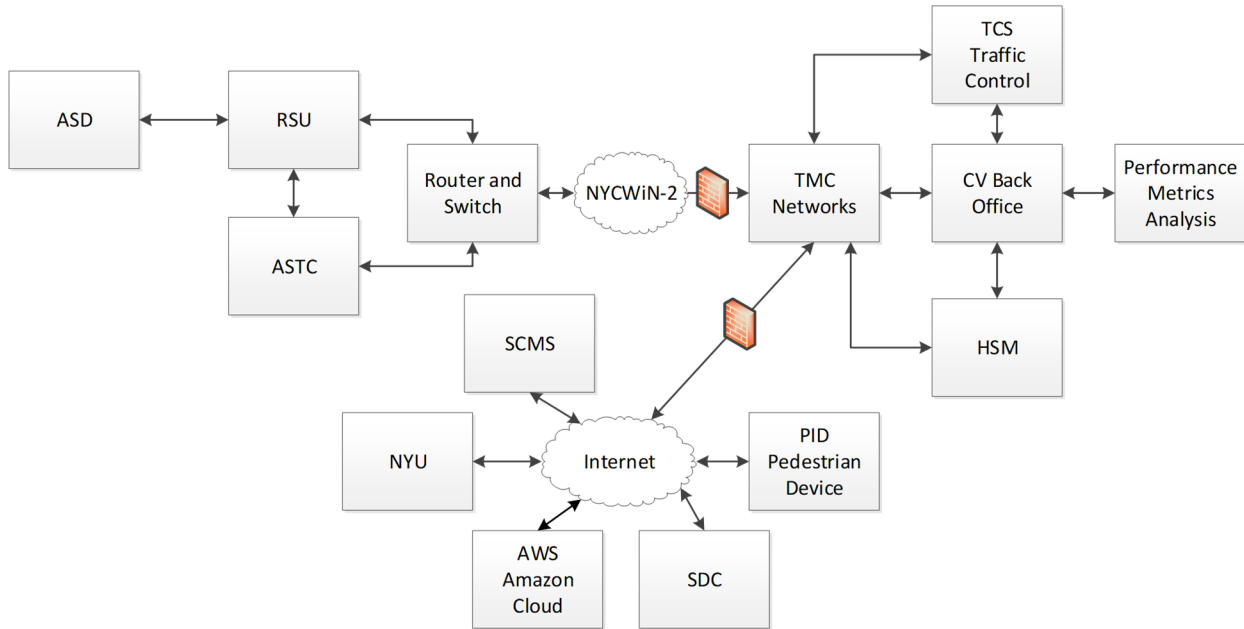 TCS
Traffic
Control
ASD
RSU
Router and
Switch
NYCWiN-2
TMC
Networks
CV Back
Office
Performance
Metrics
Analysis
ASTC
SCMS
HSM
NYU
Internet
PID
Pedestrian
Device
AWS
Amazon
Cloud
SDC